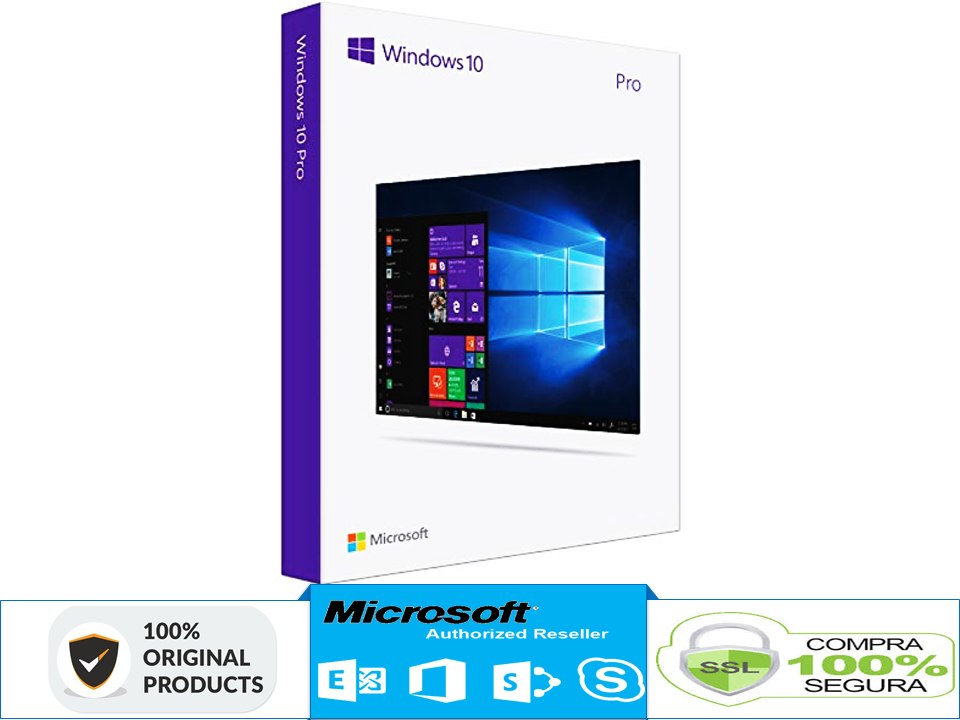 Windows 10 Pro
Windows 10
Pro
Microsoft
100%
ORIGINAL
PRODUCTS
Microsoft®
Authorized Reseller
E
S
S
SSL
COMPRA
100%
SEGURA